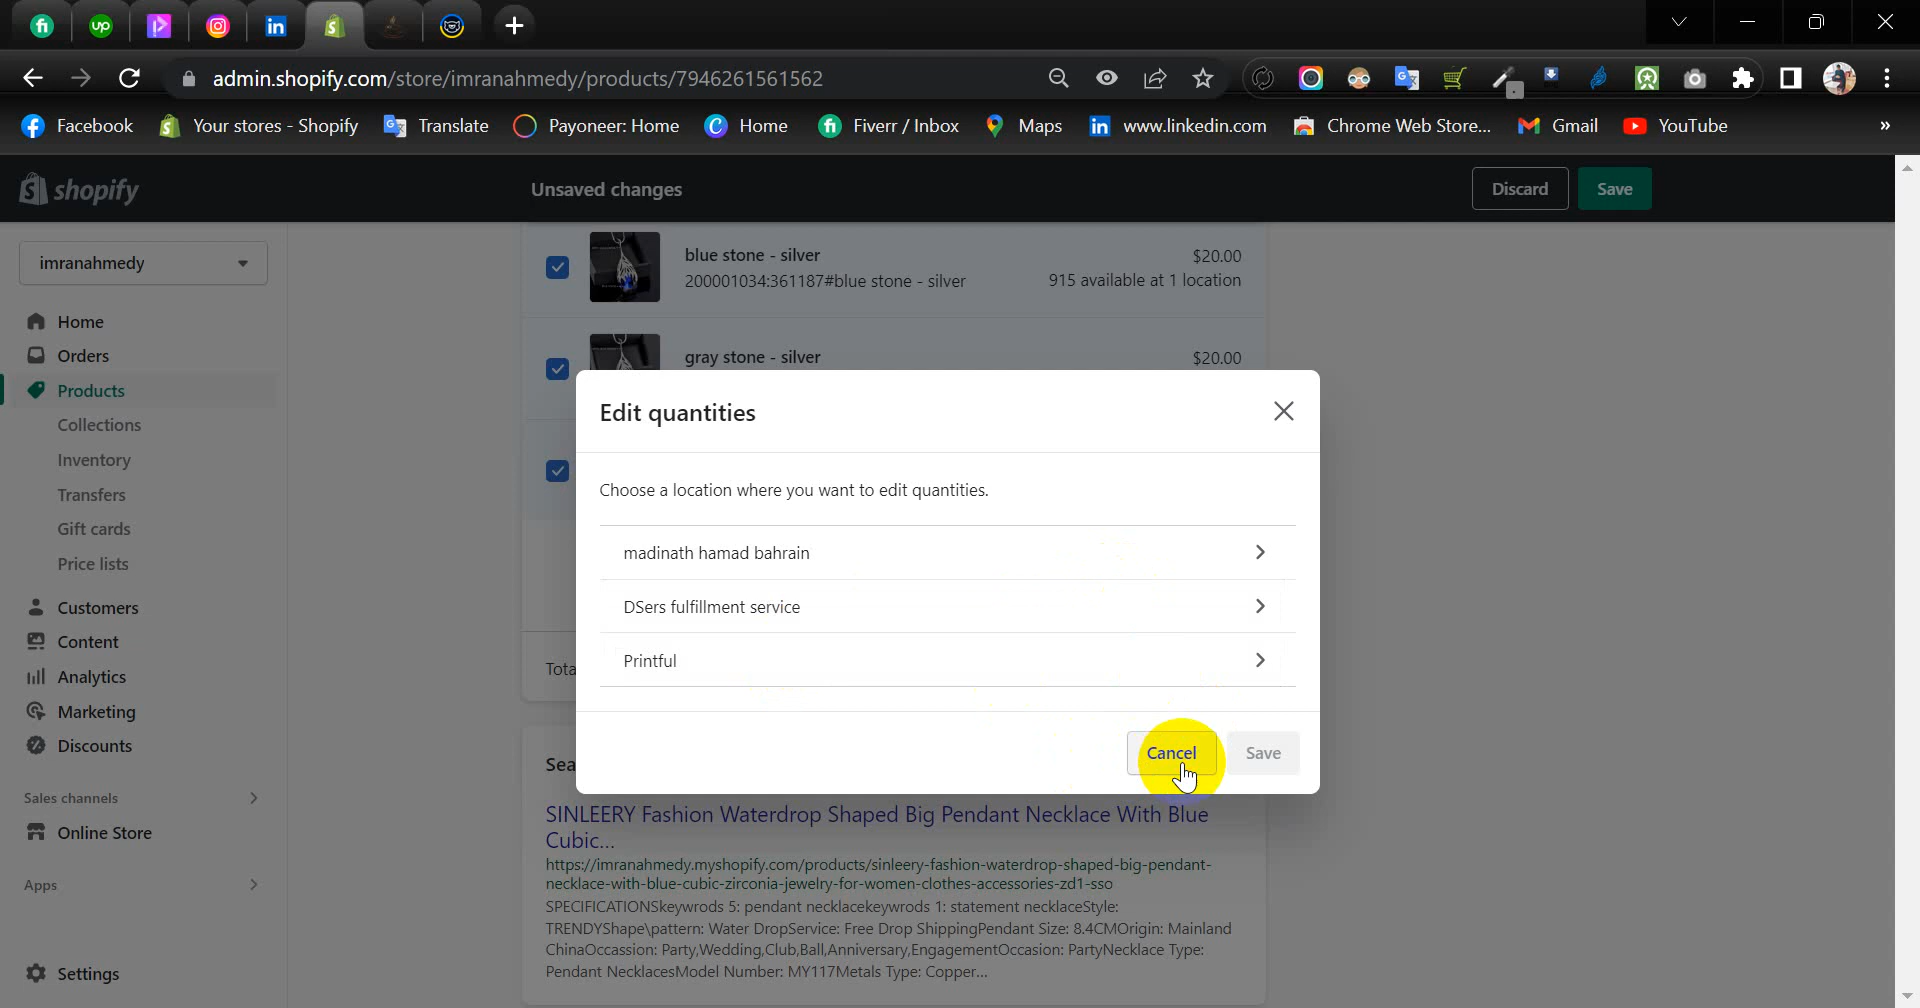 admin.shopify.com/store/imranahmedy/products/7946261561562
Facebook Your stores - Shopify Translate Payoneer: Home Home Fiverr / Inbox Maps www.linkedin.com Chrome Web Store... Gmail YouTube »
shopify Unsaved changes Discard Save
imranahmedy
Home
Orders
Products
Collections
Inventory
Transfers
Gift cards
Price lists
Customers
Content
Analytics
Marketing
Discounts
Sales channels
Online Store
Apps
Settings
blue stone - silver $20.00
200001034:361187#blue stone - silver 915 available at 1 location
gray stone - silver $20.00
Edit quantities
Choose a location where you want to edit quantities.
madinath hamad bahrain
DSers fulfillment service
Printful
Cancel Save
Tota
Sea
SINLEERY Fashion Waterdrop Shaped Big Pendant Necklace With Blue
Cubic...
https://imranahmedy.myshopify.com/products/sinleery-fashion-waterdrop-shaped-big-pendant-
necklace-with-blue-cubic-zirconia-jewelry-for-women-clothes-accessories-zd1-sso
SPECIFICATIONSkeywrods 5: pendant necklacekeywrods 1: statement necklaceStyle:
TRENDYShape\pattern: Water DropService: Free Drop ShippingPendant Size: 8.4CMOrigin: Mainland
ChinaOccassion: Party,Wedding,Club,Ball,Anniversary,EngagementOccasion: PartyNecklace Type:
Pendant NecklacesModel Number: MY117Metals Type: Copper...